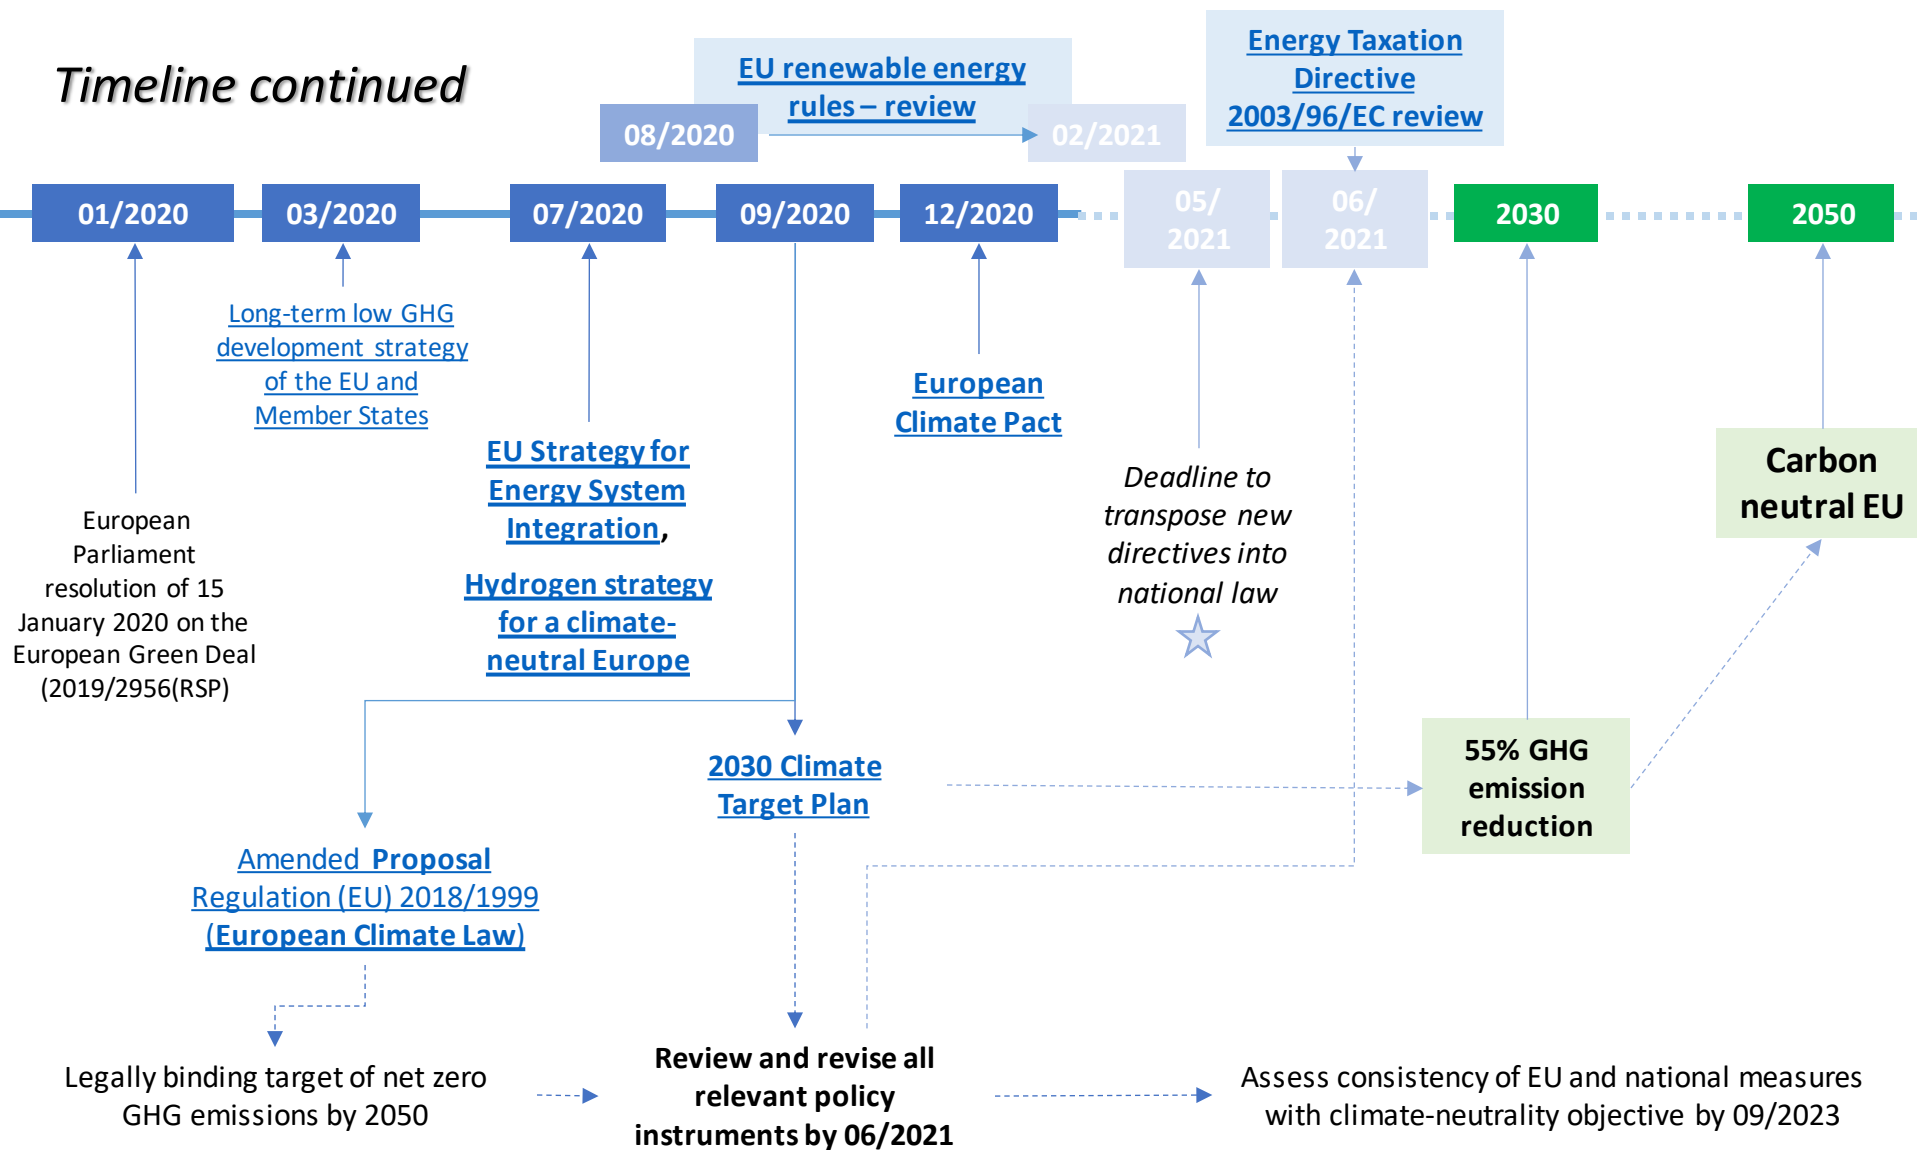 Timeline continued
EU renewable energy
rules – review
Energy Taxation
Directive
2003/96/EC review
08/2020
02/2021
01/2020
03/2020
07/2020
09/2020
12/2020
05/
2021
06/
2021
2030
2050
Long-term low GHG
development strategy
of the EU and
Member States
European
Climate Pact
EU Strategy for
Energy System
Integration,
Hydrogen strategy
for a climate-
neutral Europe
European
Parliament
resolution of 15
January 2020 on the
European Green Deal
(2019/2956(RSP)
Deadline to
transpose new
directives into
national law
Carbon
neutral EU
2030 Climate
Target Plan
55% GHG
emission
reduction
Amended Proposal
Regulation (EU) 2018/1999
(European Climate Law)
Legally binding target of net zero
GHG emissions by 2050
Review and revise all
relevant policy
instruments by 06/2021
Assess consistency of EU and national measures
with climate-neutrality objective by 09/2023